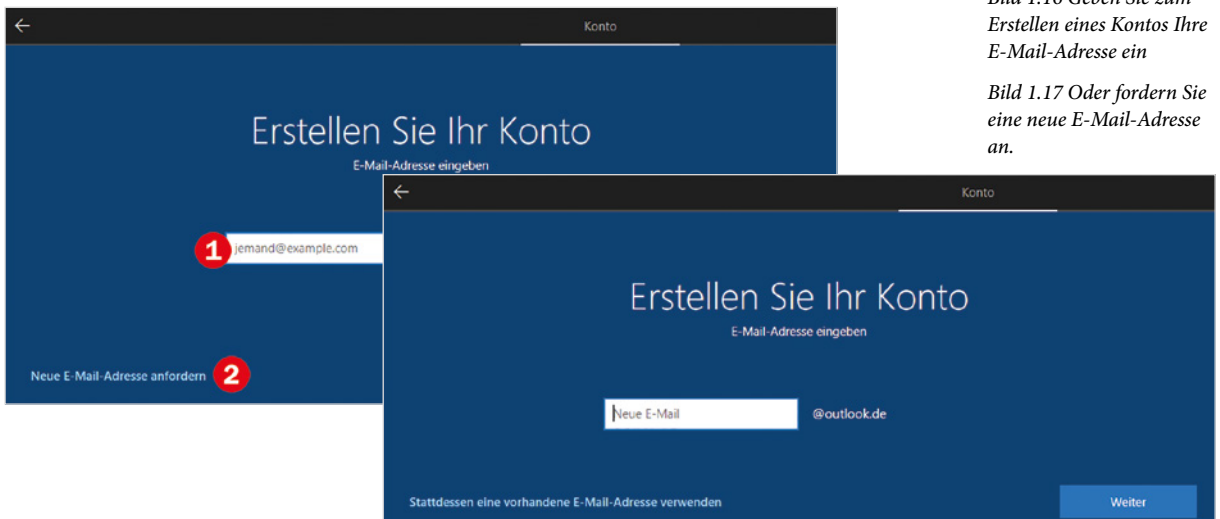 Bild 1.16 Geben Sie zum
Erstellen eines Kontos Ihre
E-Mail-Adresse ein
Bild 1.17 Oder fordern Sie
eine neue E-Mail-Adresse
an.
Konto
Erstellen Sie Ihr Konto
E-Mail-Adresse eingeben
1
jemand@example.com
Neue E-Mail-Adresse anfordern
2
Konto
Erstellen Sie Ihr Konto
E-Mail-Adresse eingeben
Neue E-Mail
@outlook.de
Stattdessen eine vorhandene E-Mail-Adresse verwenden
Weiter